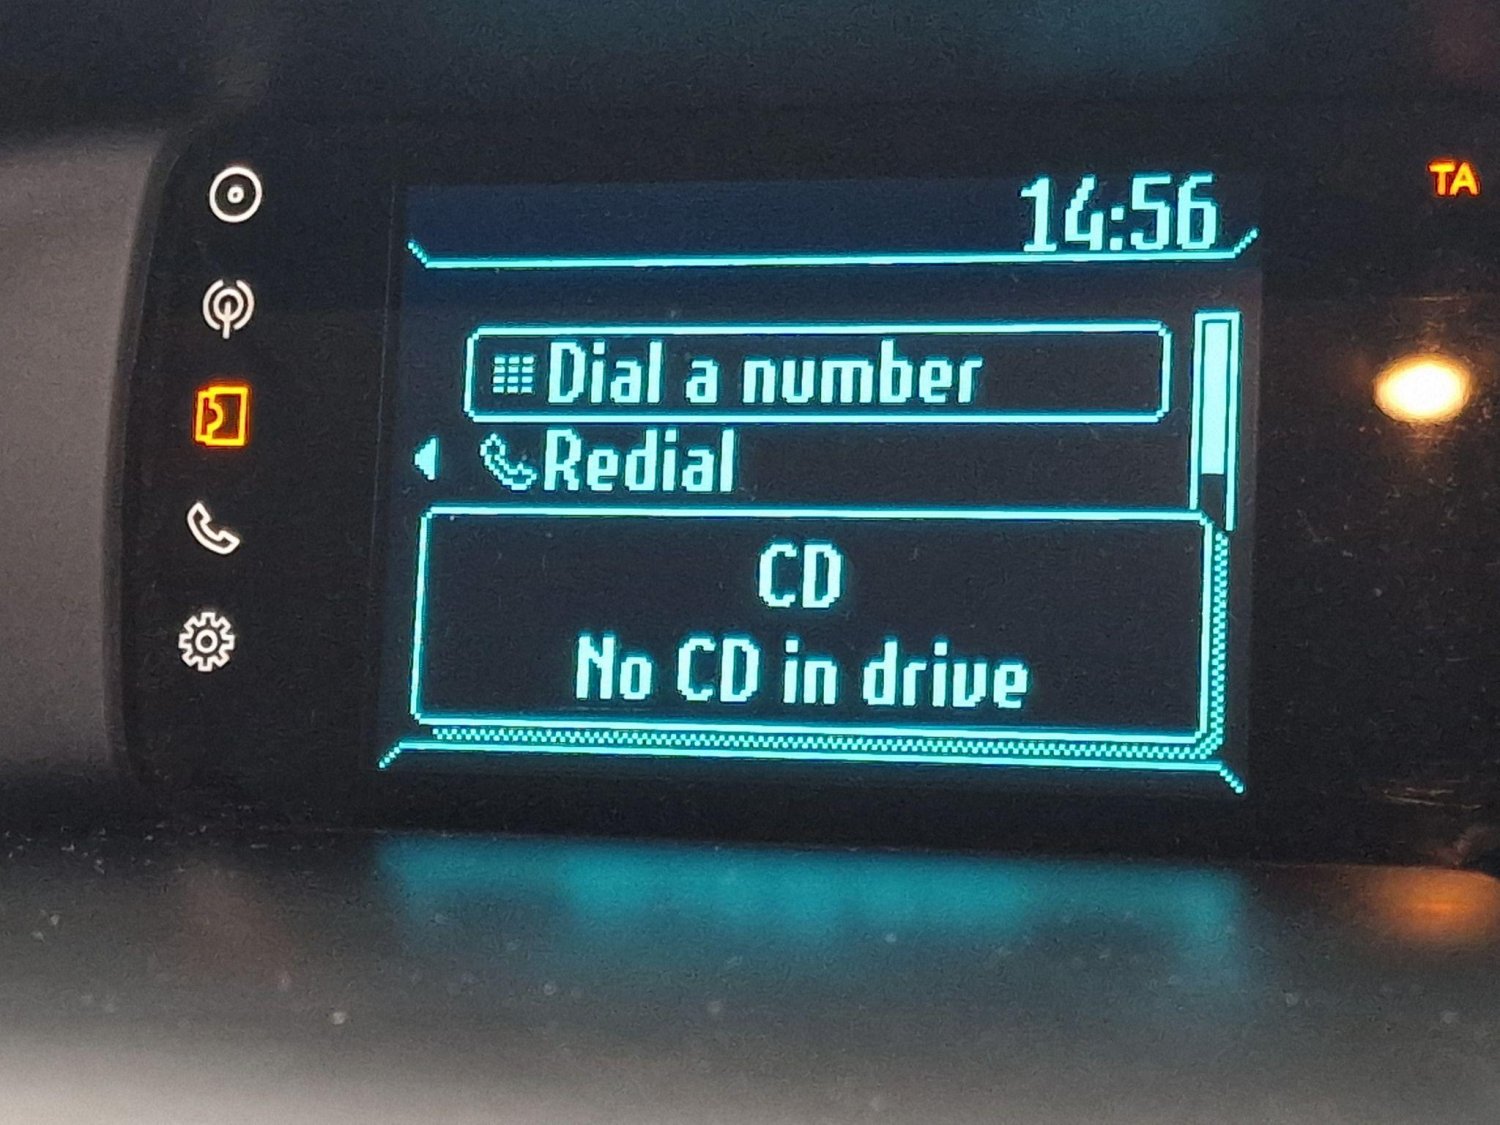 14:56
TA
Dial a number
Redial
CD
No CD in drive